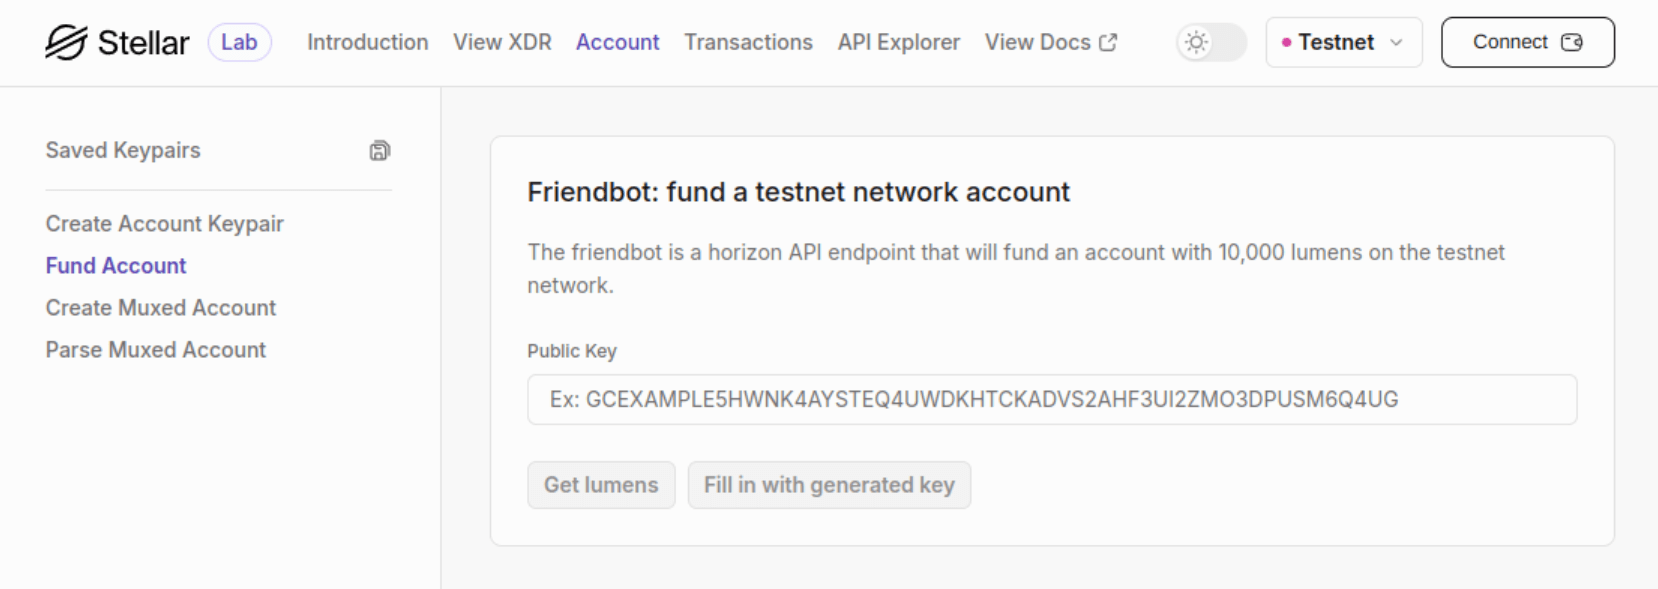 Stellar Lab Introduction View XDR Account Transactions API Explorer View Docs Testnet Connect
Saved Keypairs
Create Account Keypair
Fund Account
Create Muxed Account
Parse Muxed Account
Friendbot: fund a testnet network account
The friendbot is a horizon API endpoint that will fund an account with 10,000 lumens on the testnet
network.
Public Key
Ex: GCEXAMPLE5HWNK4AYSTEQ4UWDKHTCKADVS2AHF3UI2ZMO3DPUSM6Q4UG
Get lumens Fill in with generated key